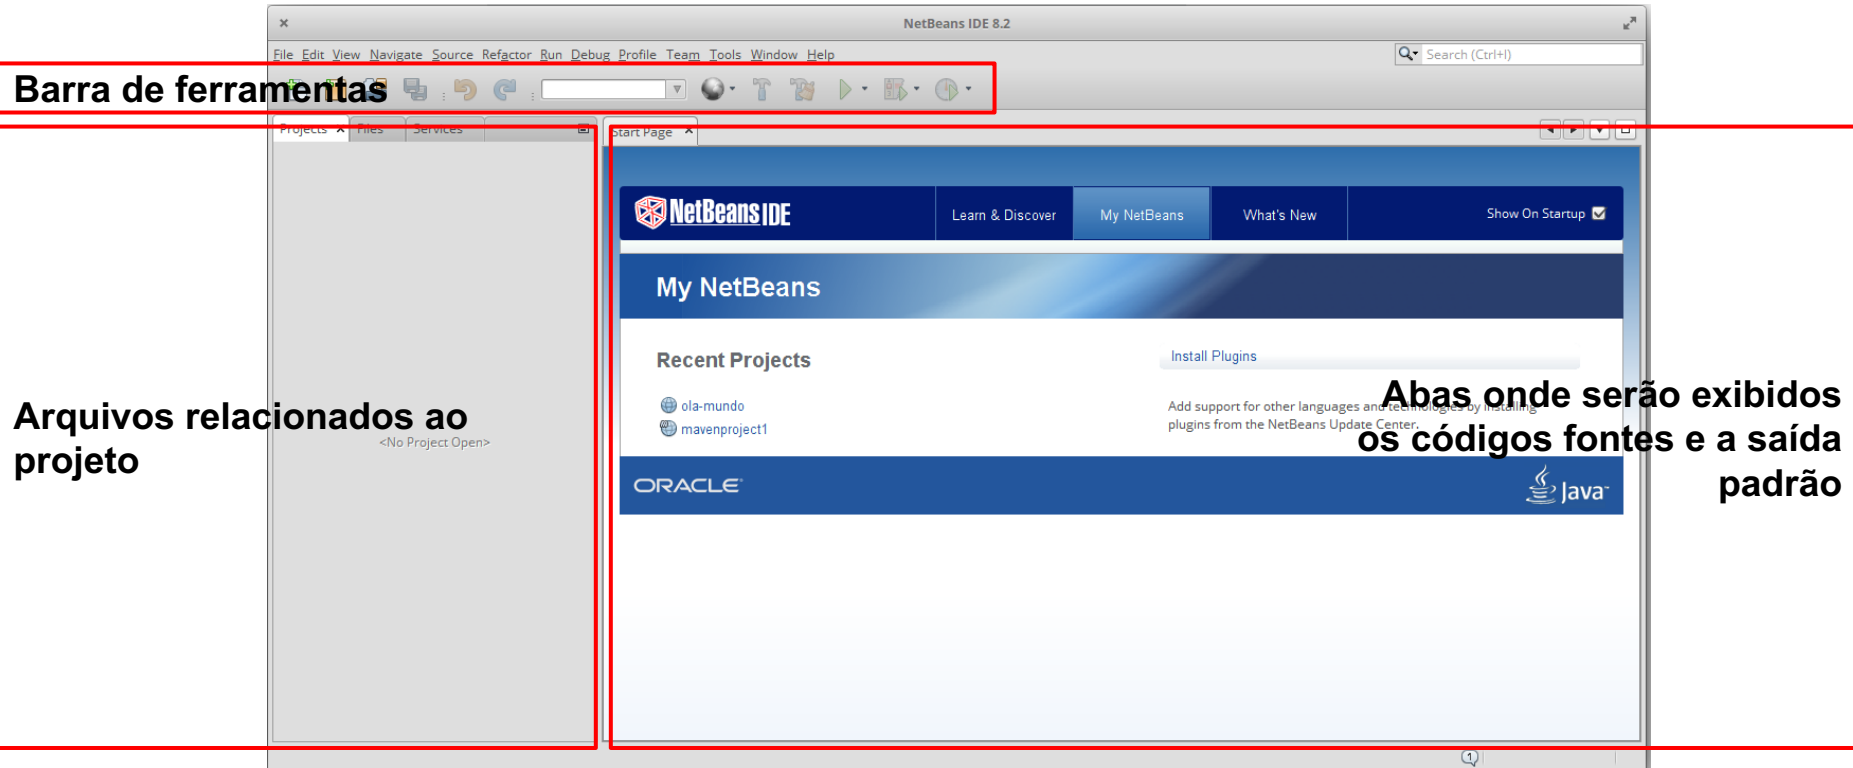 NetBeans IDE 8.2
File Edit View Navigate Source Refactor Run Debug Profile Team Tools Window Help
Search (Ctrl+I)
Barra de ferramentas
Projects Files Services
Start Page
NetBeans IDE
Learn & Discover
My NetBeans
What's New
Show On Startup
My NetBeans
Recent Projects
Install Plugins
ola-mundo
mavenproject1
Add support for other languages and technologies by installing
plugins from the NetBeans Update Center.
Abas onde serão exibidos
os códigos fontes e a saída
padrão
Arquivos relacionados ao
projeto
<No Project Open>
ORACLE
Java
1